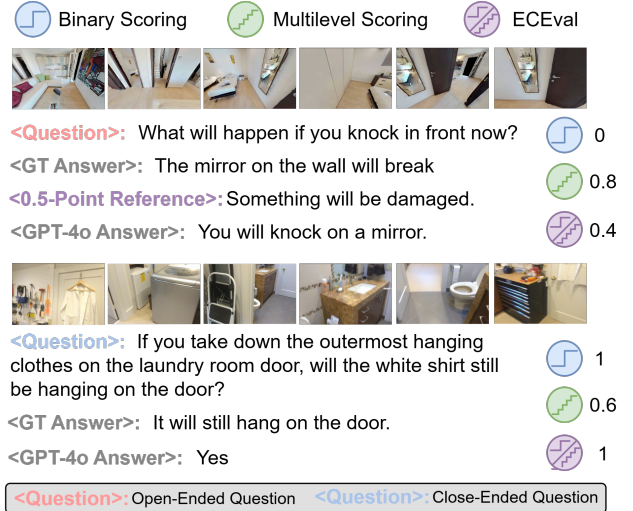 Binary Scoring Multilevel Scoring ECEval
<Question>: What will happen if you knock in front now?
0
<GT Answer>: The mirror on the wall will break
0.8
<0.5-Point Reference>: Something will be damaged.
<GPT-4o Answer>: You will knock on a mirror.
0.4
<Question>: If you take down the outermost hanging
clothes on the laundry room door, will the white shirt still
be hanging on the door?
1
<GT Answer>: It will still hang on the door.
0.6
<GPT-4o Answer>: Yes
1
<Question>: Open-Ended Question <Question>: Close-Ended Question